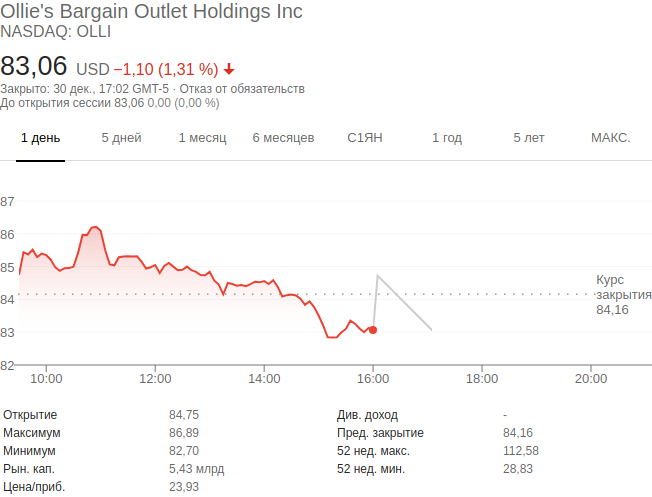 Ollie's Bargain Outlet Holdings Inc
NASDAQ: OLLI
83,06 USD −1,10 (1,31 %)
Закрыто: 30 дек., 17:02 GMT-5 · Отказ от обязательств
До открытия сессии 83,06 0,00 (0,00 %)
1 день 5 дней 1 месяц 6 месяцев С1ЯН 1 год 5 лет МАКС.
87
86
85
Курс
закрытия
84,16
84
83
82
10:00 12:00 14:00 16:00 18:00 20:00
Открытие 84,75 Див. доход -
Максимум 86,89 Пред. закрытие 84,16
Минимум 82,70 52 нед. макс. 112,58
Рын. кап. 5,43 млрд 52 нед. мин. 28,83
Цена/приб. 23,93